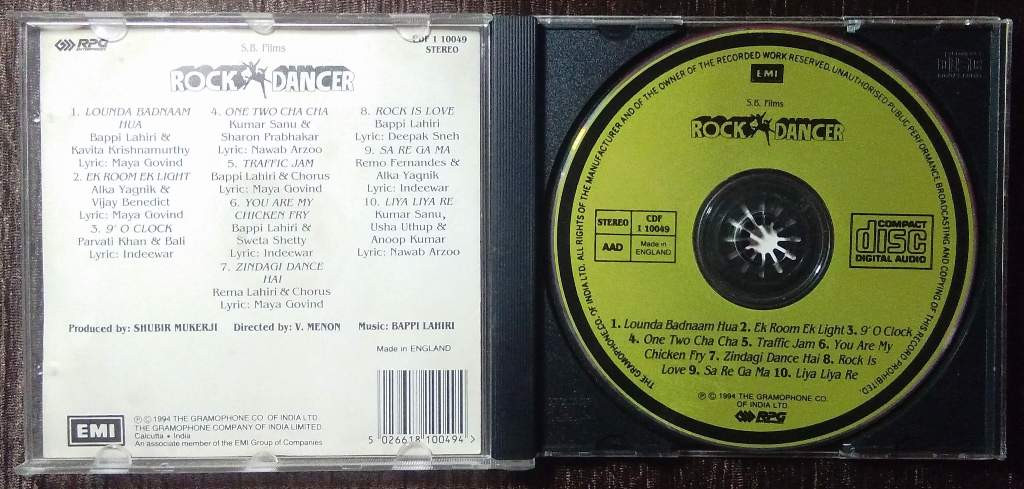 RPG
CDF 1 10049
STEREO
S.B. Films
ROCK DANCER
1. LOUNDA BADNAAM
HUA
Bappi Lahiri &
Kavita Krishnamurthy
Lyric: Maya Govind
2. EK ROOM EK LIGHT
Alka Yagnik &
Vijay Benedict
Lyric: Maya Govind
3. 9' O CLOCK
Parvati Khan & Bali
Lyric: Indeewar
4. ONE TWO CHA CHA
Kumar Sanu &
Sharon Prabhakar
Lyric: Nawab Arzoo
5. TRAFFIC JAM
Bappi Lahiri & Chorus
Lyric: Maya Govind
6. YOU ARE MY
CHICKEN FRY
Bappi Lahiri &
Sweta Shetty
Lyric: Indeewar
7. ZINDAGI DANCE
HAI
Rema Lahiri & Chorus
Lyric: Maya Govind
8. ROCK IS LOVE
Bappi Lahiri
Lyric: Deepak Sneh
9. SA RE GA MA
Remo Fernandes &
Alka Yagnik
Lyric: Indeewar
10. LIYA LIYA RE
Kumar Sanu,
Usha Uthup &
Anoop Kumar
Lyric: Nawab Arzoo
Produced by: SHUBIR MUKERJI Directed by: V. MENON Music: BAPPI LAHIRI
Made in ENGLAND
EMI
℗ © 1994 THE GRAMOPHONE CO. OF INDIA LTD.
THE GRAMOPHONE COMPANY OF INDIA LIMITED
Calcutta • India
An associate member of the EMI Group of Companies
5 026618 100494 >
THE GRAMOPHONE CO. OF INDIA LTD. ALL RIGHTS OF THE MANUFACTURER AND OF THE OWNER OF THE RECORDED WORK RESERVED. UNAUTHORISED PUBLIC PERFORMANCE BROADCASTING AND COPYING OF THIS RECORD PROHIBITED.
EMI
S.B. Films
ROCK DANCER
STEREO
CDF
1 10049
AAD
Made in
ENGLAND
COMPACT
disc
DIGITAL AUDIO
1. Lounda Badnaam Hua 2. Ek Room Ek Light 3. 9' O Clock
4. One Two Cha Cha 5. Traffic Jam 6. You Are My
Chicken Fry 7. Zindagi Dance Hai 8. Rock Is
Love 9. Sa Re Ga Ma 10. Liya Liya Re
℗ © 1994 THE GRAMOPHONE CO.
OF INDIA LTD.
RPG